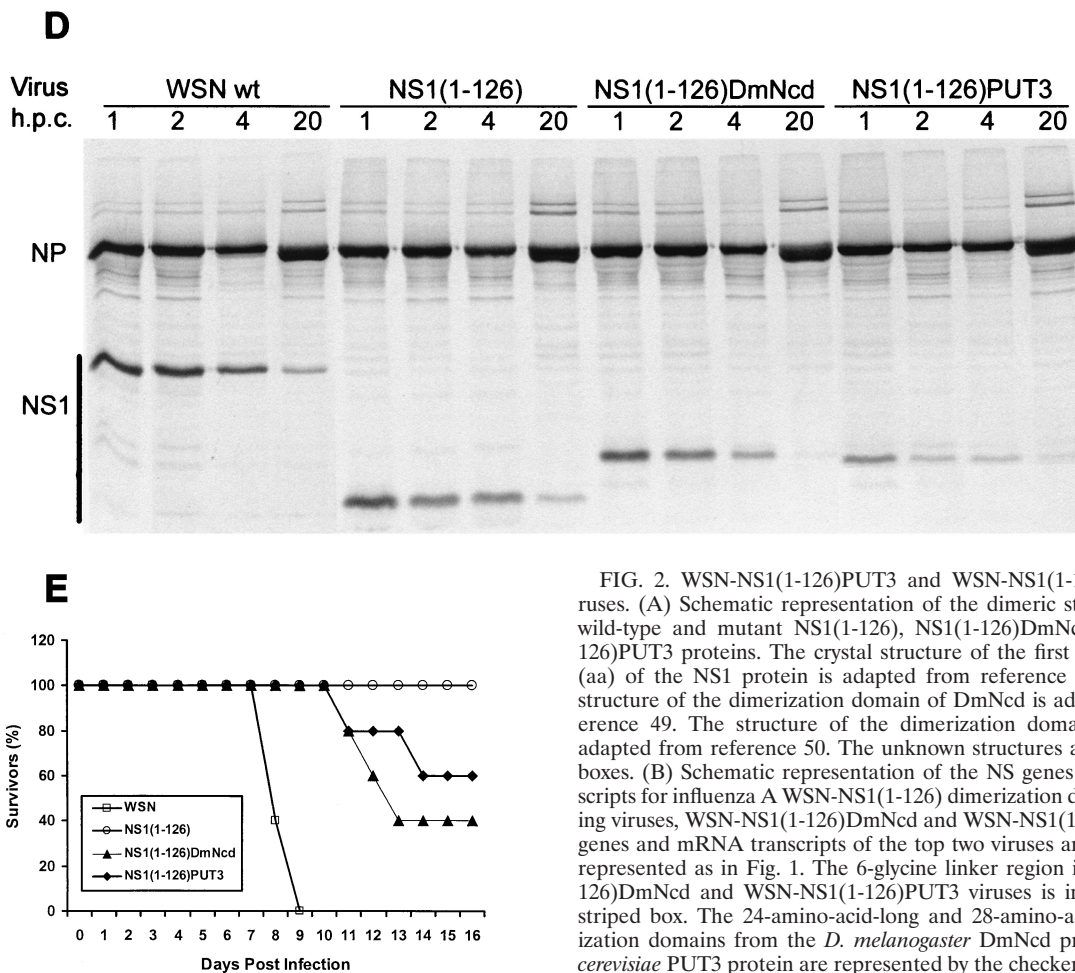 D
Virus WSN wt NS1(1-126) NS1(1-126)DmNcd NS1(1-126)PUT3
h.p.c. 1 2 4 20 1 2 4 20 1 2 4 20 1 2 4 20
NP
NS1
E
120
100
80
60
40
20
0
Survivors (%)
WSN
NS1(1-126)
NS1(1-126)DmNcd
NS1(1-126)PUT3
0 1 2 3 4 5 6 7 8 9 10 11 12 13 14 15 16
Days Post Infection
FIG. 2. WSN-NS1(1-126)PUT3 and WSN-NS1(1-1
ruses. (A) Schematic representation of the dimeric st
wild-type and mutant NS1(1-126), NS1(1-126)DmNc
126)PUT3 proteins. The crystal structure of the first
(aa) of the NS1 protein is adapted from reference
structure of the dimerization domain of DmNcd is ad
erence 49. The structure of the dimerization doma
adapted from reference 50. The unknown structures a
boxes. (B) Schematic representation of the NS genes
scripts for influenza A WSN-NS1(1-126) dimerization d
ing viruses, WSN-NS1(1-126)DmNcd and WSN-NS1(1
genes and mRNA transcripts of the top two viruses ar
represented as in Fig. 1. The 6-glycine linker region i
126)DmNcd and WSN-NS1(1-126)PUT3 viruses is in
striped box. The 24-amino-acid-long and 28-amino-a
ization domains from the D. melanogaster DmNcd pr
cerevisiae PUT3 protein are represented by the checker